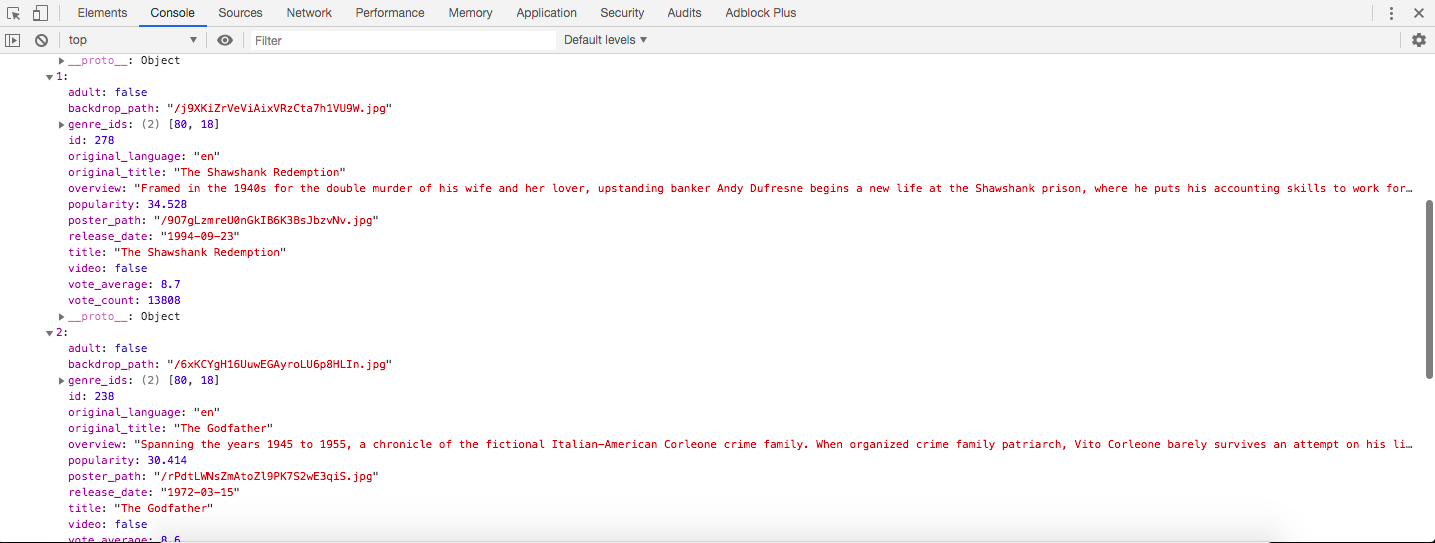 Elements Console Sources Network Performance Memory Application Security Audits Adblock Plus
top Filter Default levels
__proto__: Object
1:
adult: false
backdrop_path: "/j9XKiZrVeViAixVRzCta7h1VU9W.jpg"
genre_ids: (2) [80, 18]
id: 278
original_language: "en"
original_title: "The Shawshank Redemption"
overview: "Framed in the 1940s for the double murder of his wife and her lover, upstanding banker Andy Dufresne begins a new life at the Shawshank prison, where he puts his accounting skills to work for…
popularity: 34.528
poster_path: "/9O7gLzmreU0nGkIB6K3BsJbzvNv.jpg"
release_date: "1994-09-23"
title: "The Shawshank Redemption"
video: false
vote_average: 8.7
vote_count: 13808
__proto__: Object
2:
adult: false
backdrop_path: "/6xKCYgH16UuwEGAyroLU6p8HLIn.jpg"
genre_ids: (2) [80, 18]
id: 238
original_language: "en"
original_title: "The Godfather"
overview: "Spanning the years 1945 to 1955, a chronicle of the fictional Italian-American Corleone crime family. When organized crime family patriarch, Vito Corleone barely survives an attempt on his li…
popularity: 30.414
poster_path: "/rPdtLWNsZmAtoZl9PK7S2wE3qiS.jpg"
release_date: "1972-03-15"
title: "The Godfather"
video: false
vote_average: 8.6